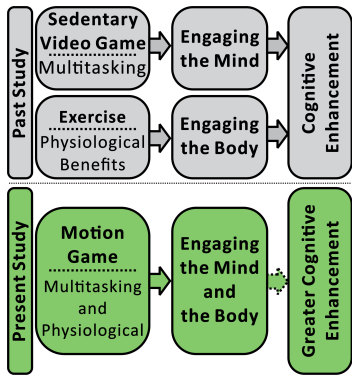 Past Study
Sedentary
Video Game
Multitasking
Engaging
the Mind
Exercise
Physiological
Benefits
Engaging
the Body
Cognitive
Enhancement
Present Study
Motion
Game
Multitasking
and
Physiological
Engaging
the Mind
and
the Body
Greater Cognitive
Enhancement